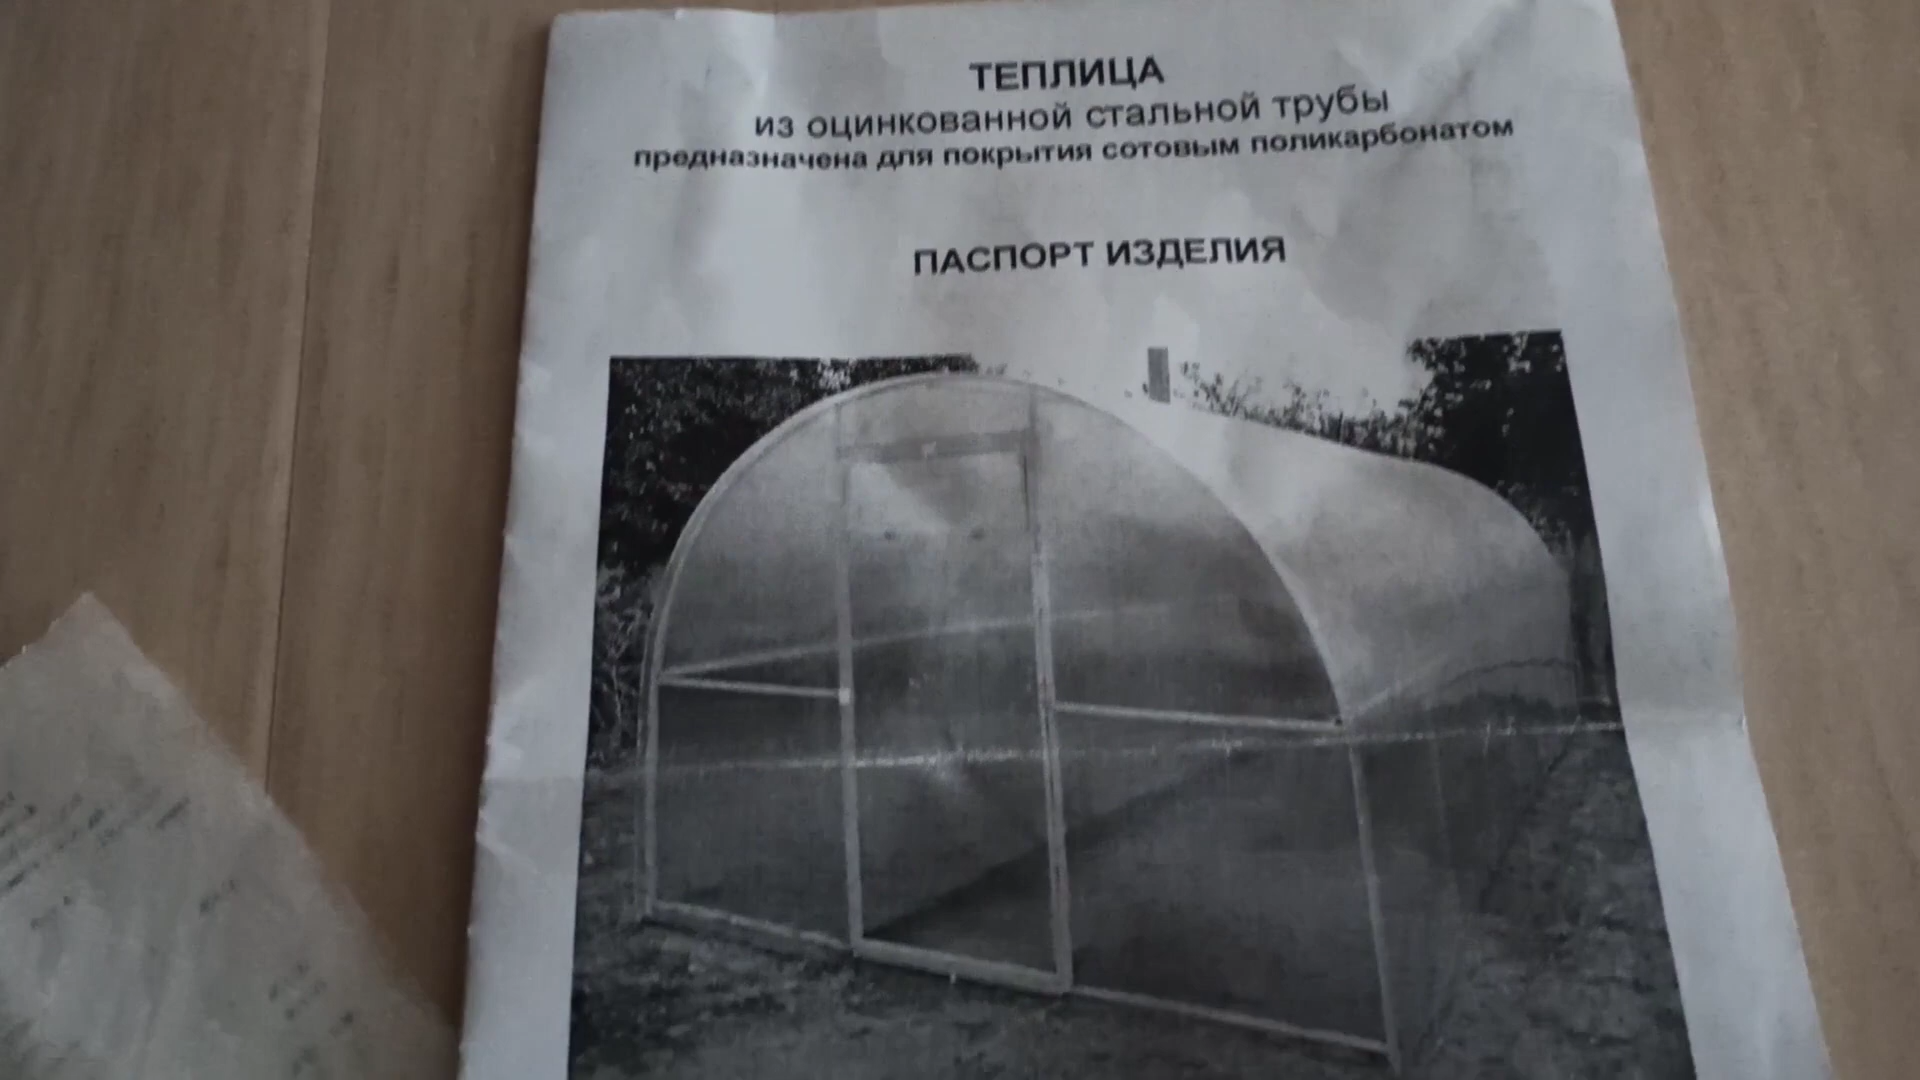 ТЕПЛИЦА
из оцинкованной стальной трубы
предназначена для покрытия сотовым поликарбонатом
ПАСПОРТ ИЗДЕЛИЯ